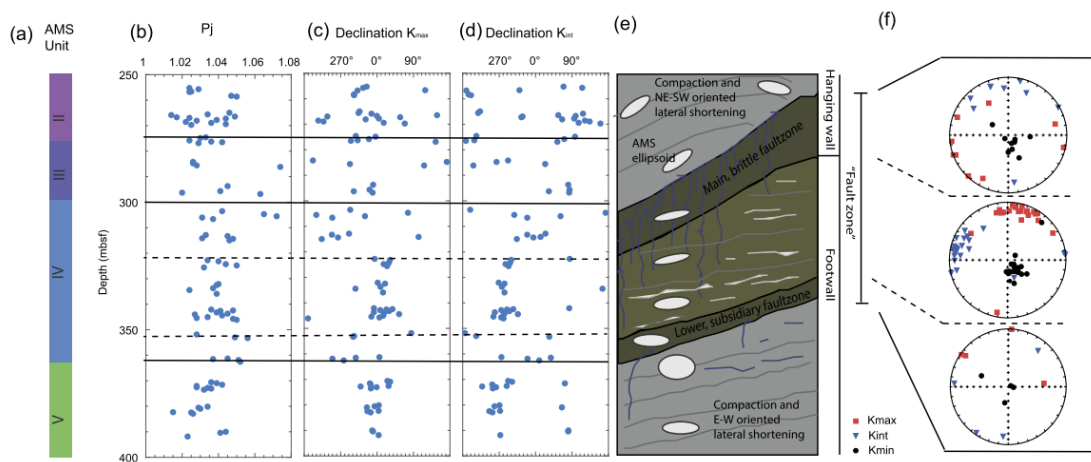 (a)
AMS
Unit
II
III
IV
V
(b)
Pj
1
1.02
1.04
1.06
1.08
250
300
350
400
Depth (mbsf)
(c)
Declination Kmax
270°
0°
90°
(d)
Declination Kint
270°
0°
90°
(e)
Compaction and
NE-SW oriented
lateral shortening
AMS
ellipsoid
Main, brittle faultzone
Lower, subsidiary faultzone
Compaction and
E-W oriented
lateral shortening
Hanging wall
Footwall
"Fault zone"
(f)
Kmax
Kint
Kmin